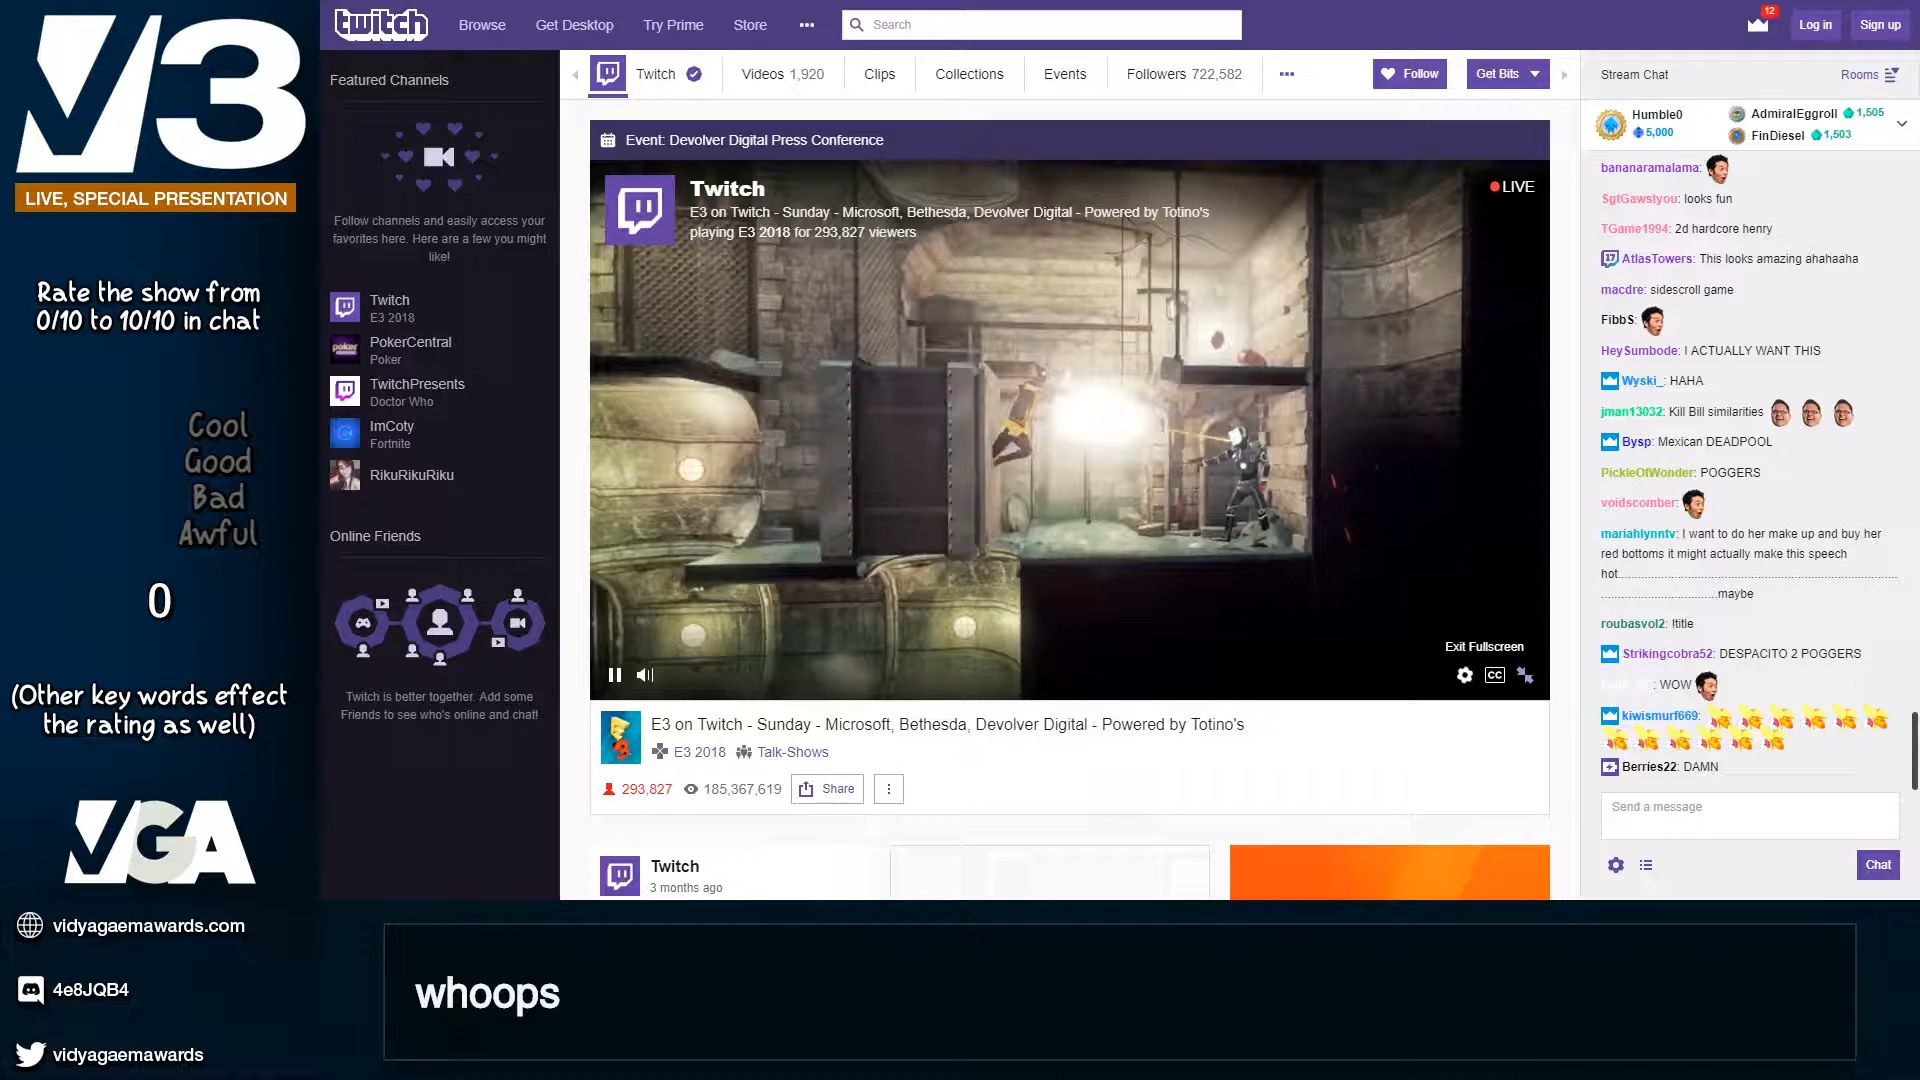 V3
LIVE, SPECIAL PRESENTATION
Rate the show from
0/10 to 10/10 in chat
Cool
Good
Bad
Awful
0
(Other key words effect
the rating as well)
VGA
vidyagaemawards.com
4e8JQB4
vidyagaemawards
twitch
Browse
Get Desktop
Try Prime
Store
Search
12
Log in
Sign up
Featured Channels
Follow channels and easily access your
favorites here. Here are a few you might
like!
Twitch
E3 2018
PokerCentral
Poker
TwitchPresents
Doctor Who
ImCoty
Fortnite
RikuRikuRiku
Online Friends
Twitch is better together. Add some
Friends to see who's online and chat!
Twitch
Videos 1,920
Clips
Collections
Events
Followers 722,582
Follow
Get Bits
Event: Devolver Digital Press Conference
Twitch
E3 on Twitch - Sunday - Microsoft, Bethesda, Devolver Digital - Powered by Totino's
playing E3 2018 for 293,827 viewers
LIVE
Exit Fullscreen
CC
E3
E3 on Twitch - Sunday - Microsoft, Bethesda, Devolver Digital - Powered by Totino's
E3 2018
Talk-Shows
293,827
185,367,619
Share
Twitch
3 months ago
Stream Chat
Rooms
Humble0
5,000
AdmiralEggroll 1,505
FinDiesel 1,503
bananaramalama:
SgtGawstyou: looks fun
TGame1994: 2d hardcore henry
17 AtlasTowers: This looks amazing ahahaaha
macdre: sidescroll game
FibbS:
HeySumbode: I ACTUALLY WANT THIS
Wyski_: HAHA
jman13032: Kill Bill similarities
Bysp: Mexican DEADPOOL
PickleOfWonder: POGGERS
voidscomber:
mariahlynntv: I want to do her make up and buy her
red bottoms it might actually make this speech
hot....................................................................................
...................................maybe
roubasvol2: !title
Strikingcobra52: DESPACITO 2 POGGERS
: WOW
kiwismurf669:
Berries22: DAMN
Send a message
Chat
whoops